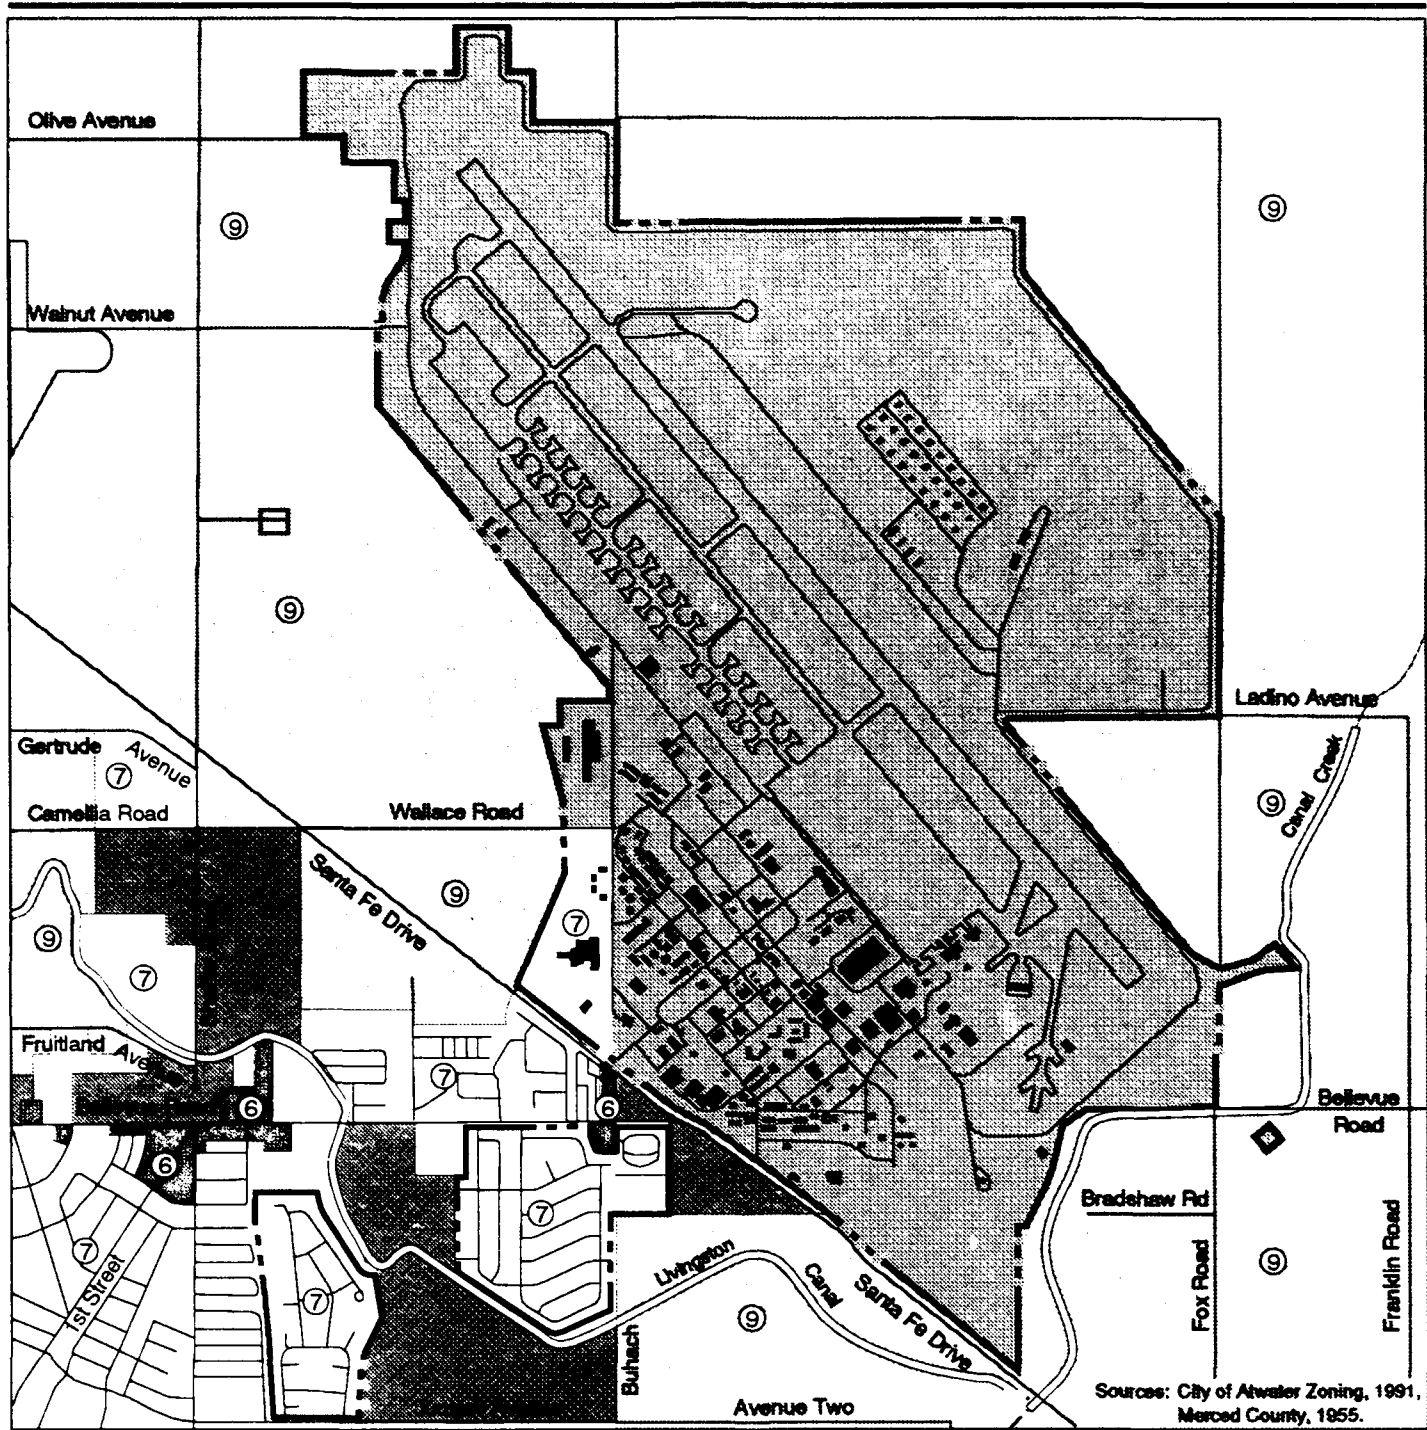 Olive Avenue
9
9
Walnut Avenue
9
Ladino Avenue
Gertrude Avenue
7
Camellia Road
Wallace Road
9
Canal Creek
Santa Fe Drive
9
7
9
7
Fruitland Avenue
7
6
6
Bellevue
Road
6
7
7
Bradshaw Rd
1st Street
7
Livingston
Canal
Santa Fe Drive
9
9
Fox Road
Franklin Road
Buhach
Avenue Two
Sources: City of Atwater Zoning, 1991,
Merced County, 1955.